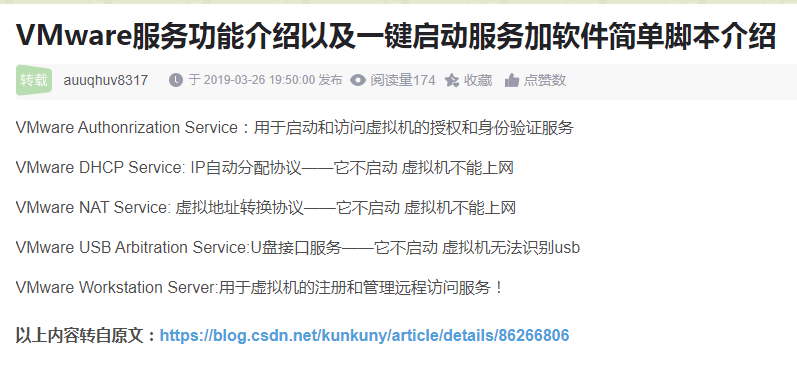 VMware服务功能介绍以及一键启动服务加软件简单脚本介绍
转载 auuqhuv8317 于 2019-03-26 19:50:00 发布 阅读量174 收藏 点赞数
VMware Authonrization Service：用于启动和访问虚拟机的授权和身份验证服务
VMware DHCP Service: IP自动分配协议——它不启动 虚拟机不能上网
VMware NAT Service: 虚拟地址转换协议——它不启动 虚拟机不能上网
VMware USB Arbitration Service:U盘接口服务——它不启动 虚拟机无法识别usb
VMware Workstation Server:用于虚拟机的注册和管理远程访问服务！
以上内容转自原文：https://blog.csdn.net/kunkuny/article/details/86266806